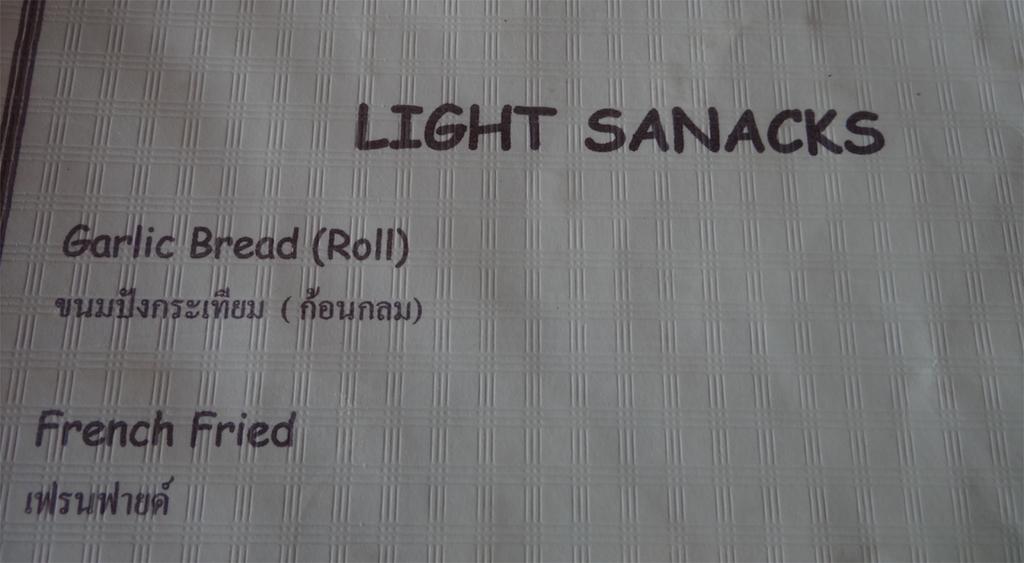 LIGHT SANACKS
Garlic Bread (Roll)
ขนมปังกระเทียม ( ก้อนกลม)
French Fried
เฟรนฟายด์